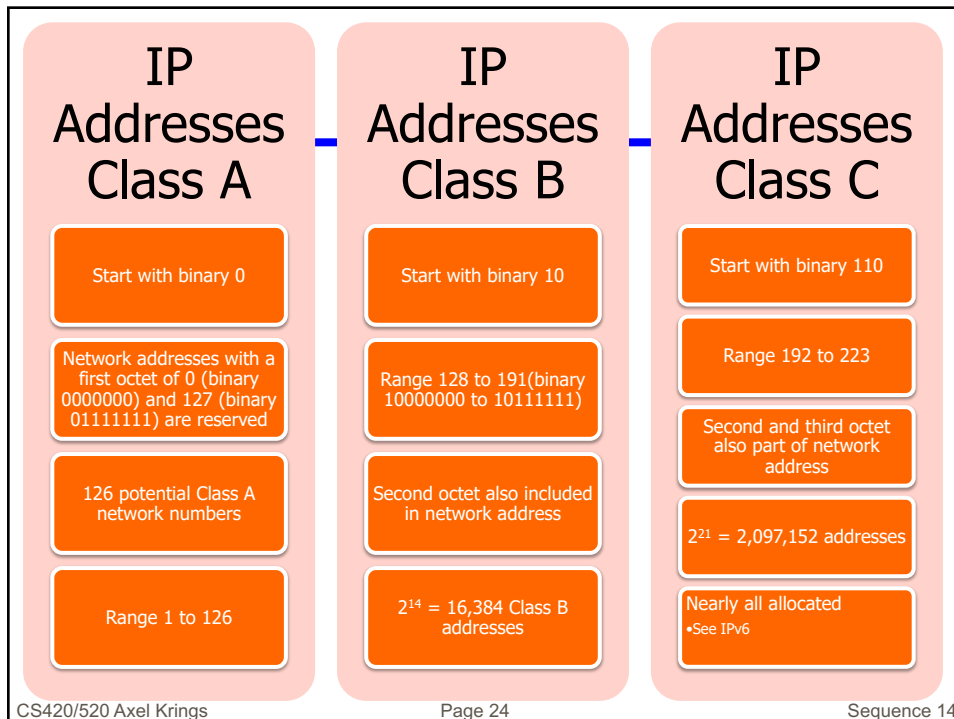 IP
Addresses
Class A
Start with binary 0
Network addresses with a
first octet of 0 (binary
0000000) and 127 (binary
01111111) are reserved
126 potential Class A
network numbers
Range 1 to 126
IP
Addresses
Class B
Start with binary 10
Range 128 to 191(binary
10000000 to 10111111)
Second octet also included
in network address
2¹⁴ = 16,384 Class B
addresses
IP
Addresses
Class C
Start with binary 110
Range 192 to 223
Second and third octet
also part of network
address
2²¹ = 2,097,152 addresses
Nearly all allocated
•See IPv6
CS420/520 Axel Krings Page 24 Sequence 14